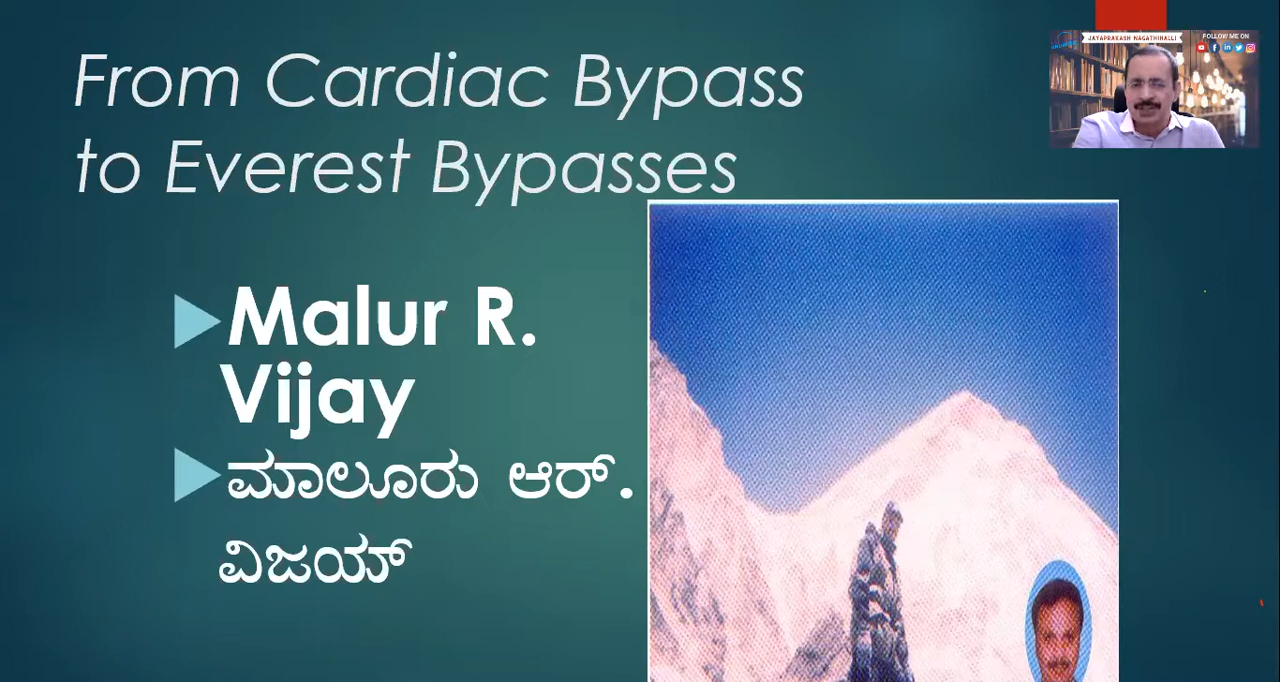 From Cardiac Bypass
to Everest Bypasses
Malur R.
Vijay
ಮಾಲೂರು ಆರ್.
ವಿಜಯ್
JAYAPRAKASH NAGATHIHALLI
FOLLOW ME ON